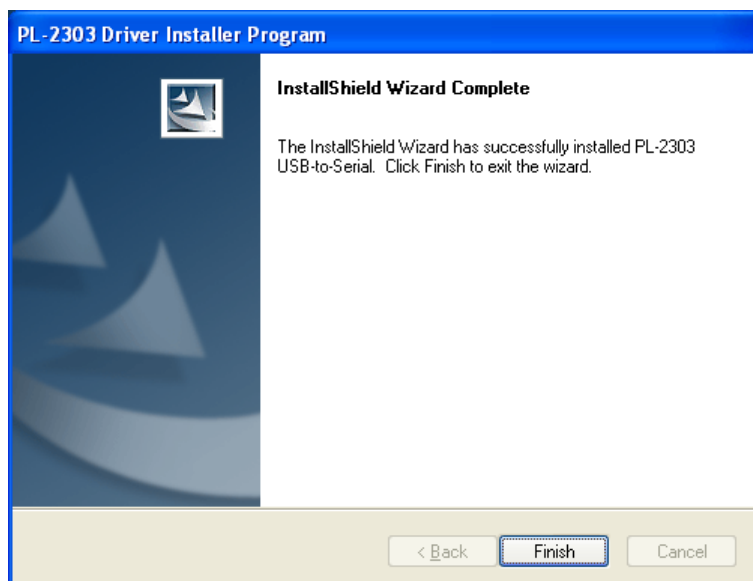 PL-2303 Driver Installer Program
InstallShield Wizard Complete
The InstallShield Wizard has successfully installed PL-2303
USB-to-Serial. Click Finish to exit the wizard.
< Back
Finish
Cancel